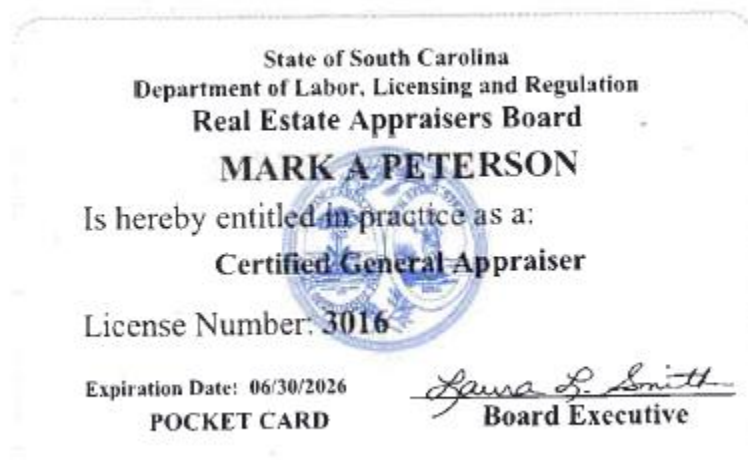 State of South Carolina
Department of Labor, Licensing and Regulation
Real Estate Appraisers Board
MARK A PETERSON
Is hereby entitled in practice as a:
Certified General Appraiser
License Number: 3016
Expiration Date: 06/30/2026
Laura L. Smith
POCKET CARD
Board Executive